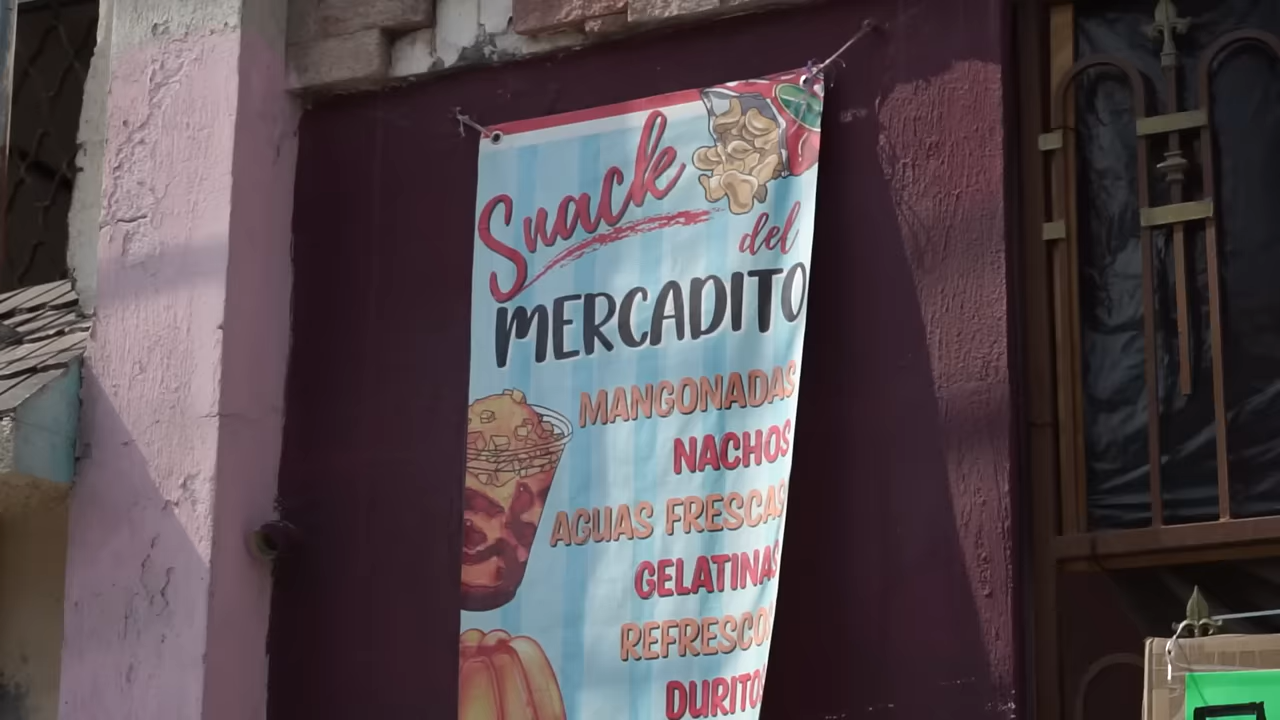 Snack
del
MERCADITO
MANGONADAS
NACHOS
AGUAS FRESCAS
GELATINAS
REFRESCOS
DURITOS